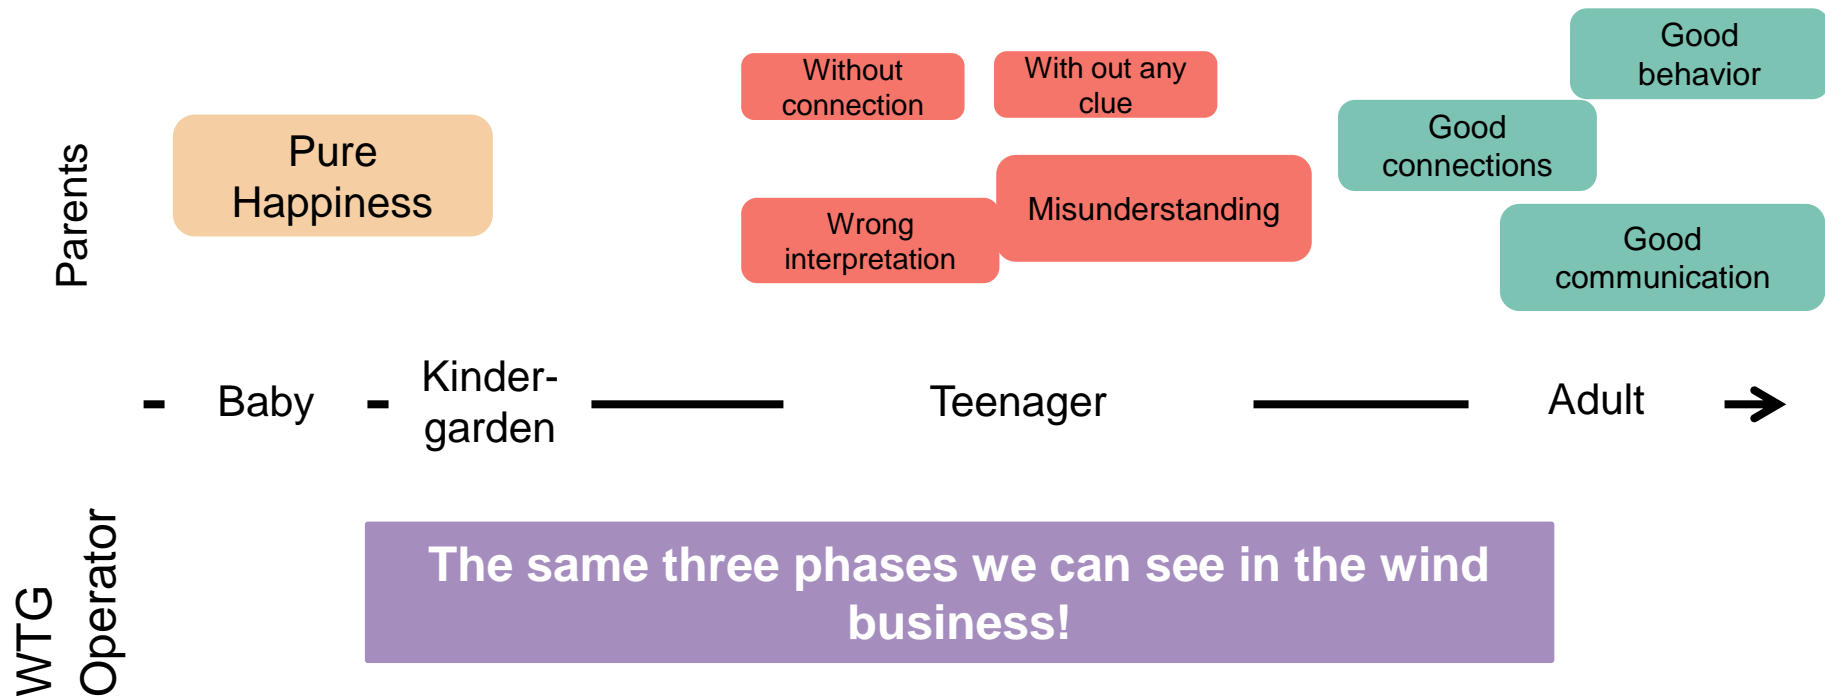 Parents
Pure
Happiness
Without
connection
With out any
clue
Wrong
interpretation
Misunderstanding
Good
behavior
Good
connections
Good
communication
Baby
Kinder-
garden
Teenager
Adult
WTG
Operator
The same three phases we can see in the wind
business!